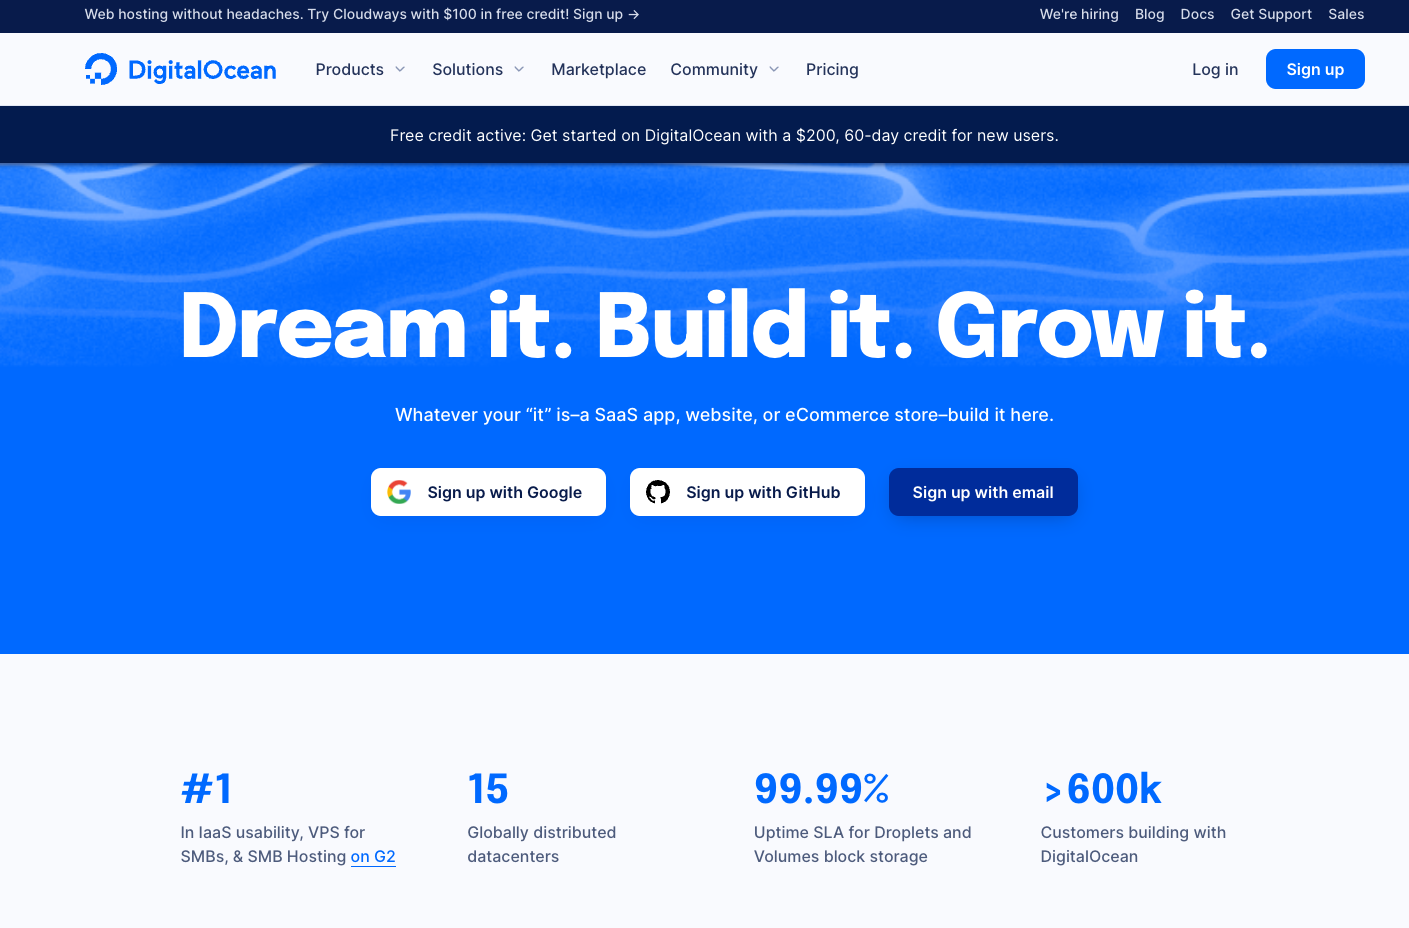 Web hosting without headaches. Try Cloudways with $100 in free credit! Sign up →
We're hiring Blog Docs Get Support Sales
DigitalOcean Products Solutions Marketplace Community Pricing Log in Sign up
Free credit active: Get started on DigitalOcean with a $200, 60-day credit for new users.
Dream it. Build it. Grow it.
Whatever your “it” is–a SaaS app, website, or eCommerce store–build it here.
Sign up with Google Sign up with GitHub Sign up with email
#1
In IaaS usability, VPS for
SMBs, & SMB Hosting on G2
15
Globally distributed
datacenters
99.99%
Uptime SLA for Droplets and
Volumes block storage
>600k
Customers building with
DigitalOcean